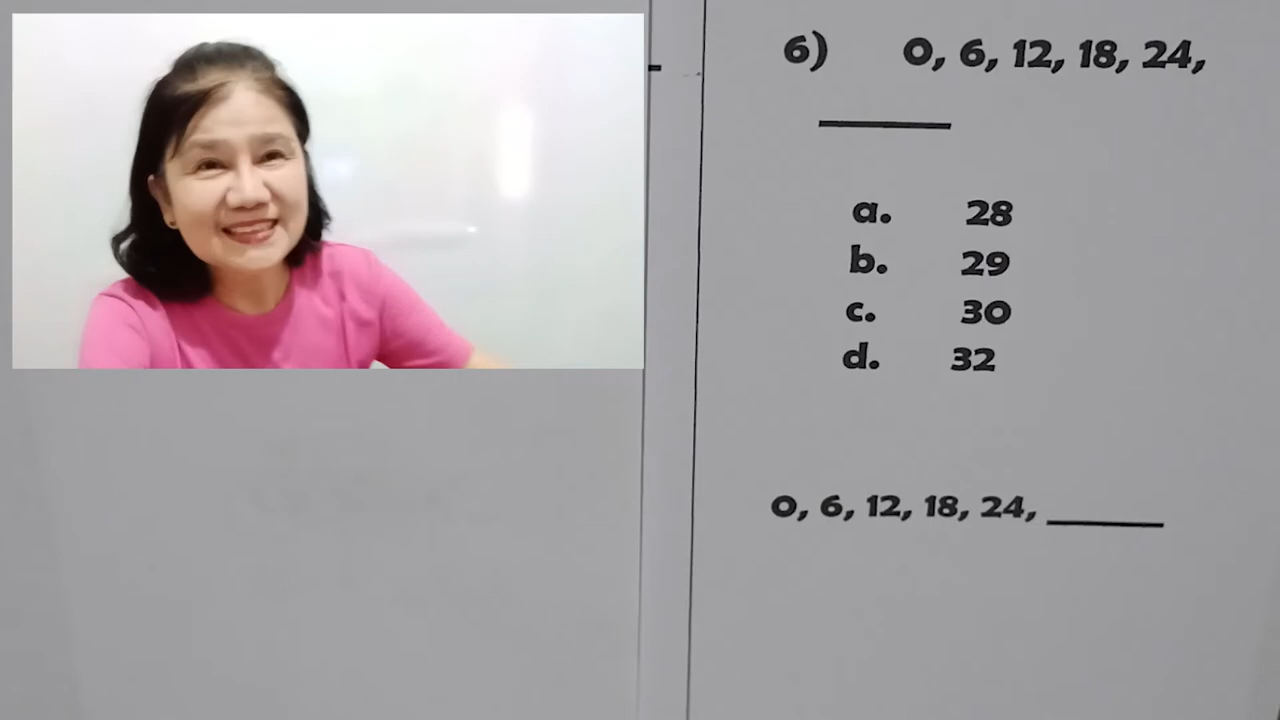 6) 0, 6, 12, 18, 24,
______
a. 28
b. 29
c. 30
d. 32
0, 6, 12, 18, 24, ______